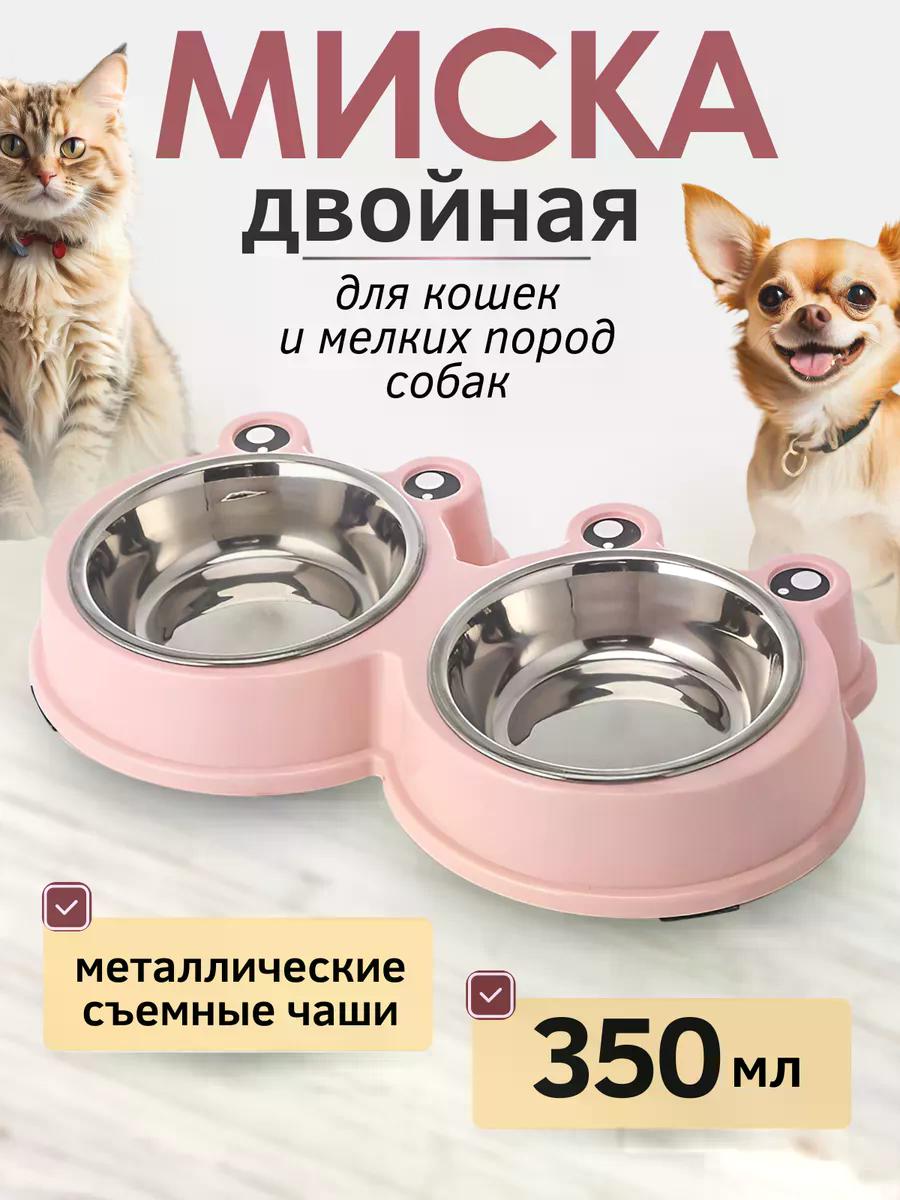 МИСКА
двойная
для кошек
и мелких пород
собак
металлические
съемные чаши
350 мл